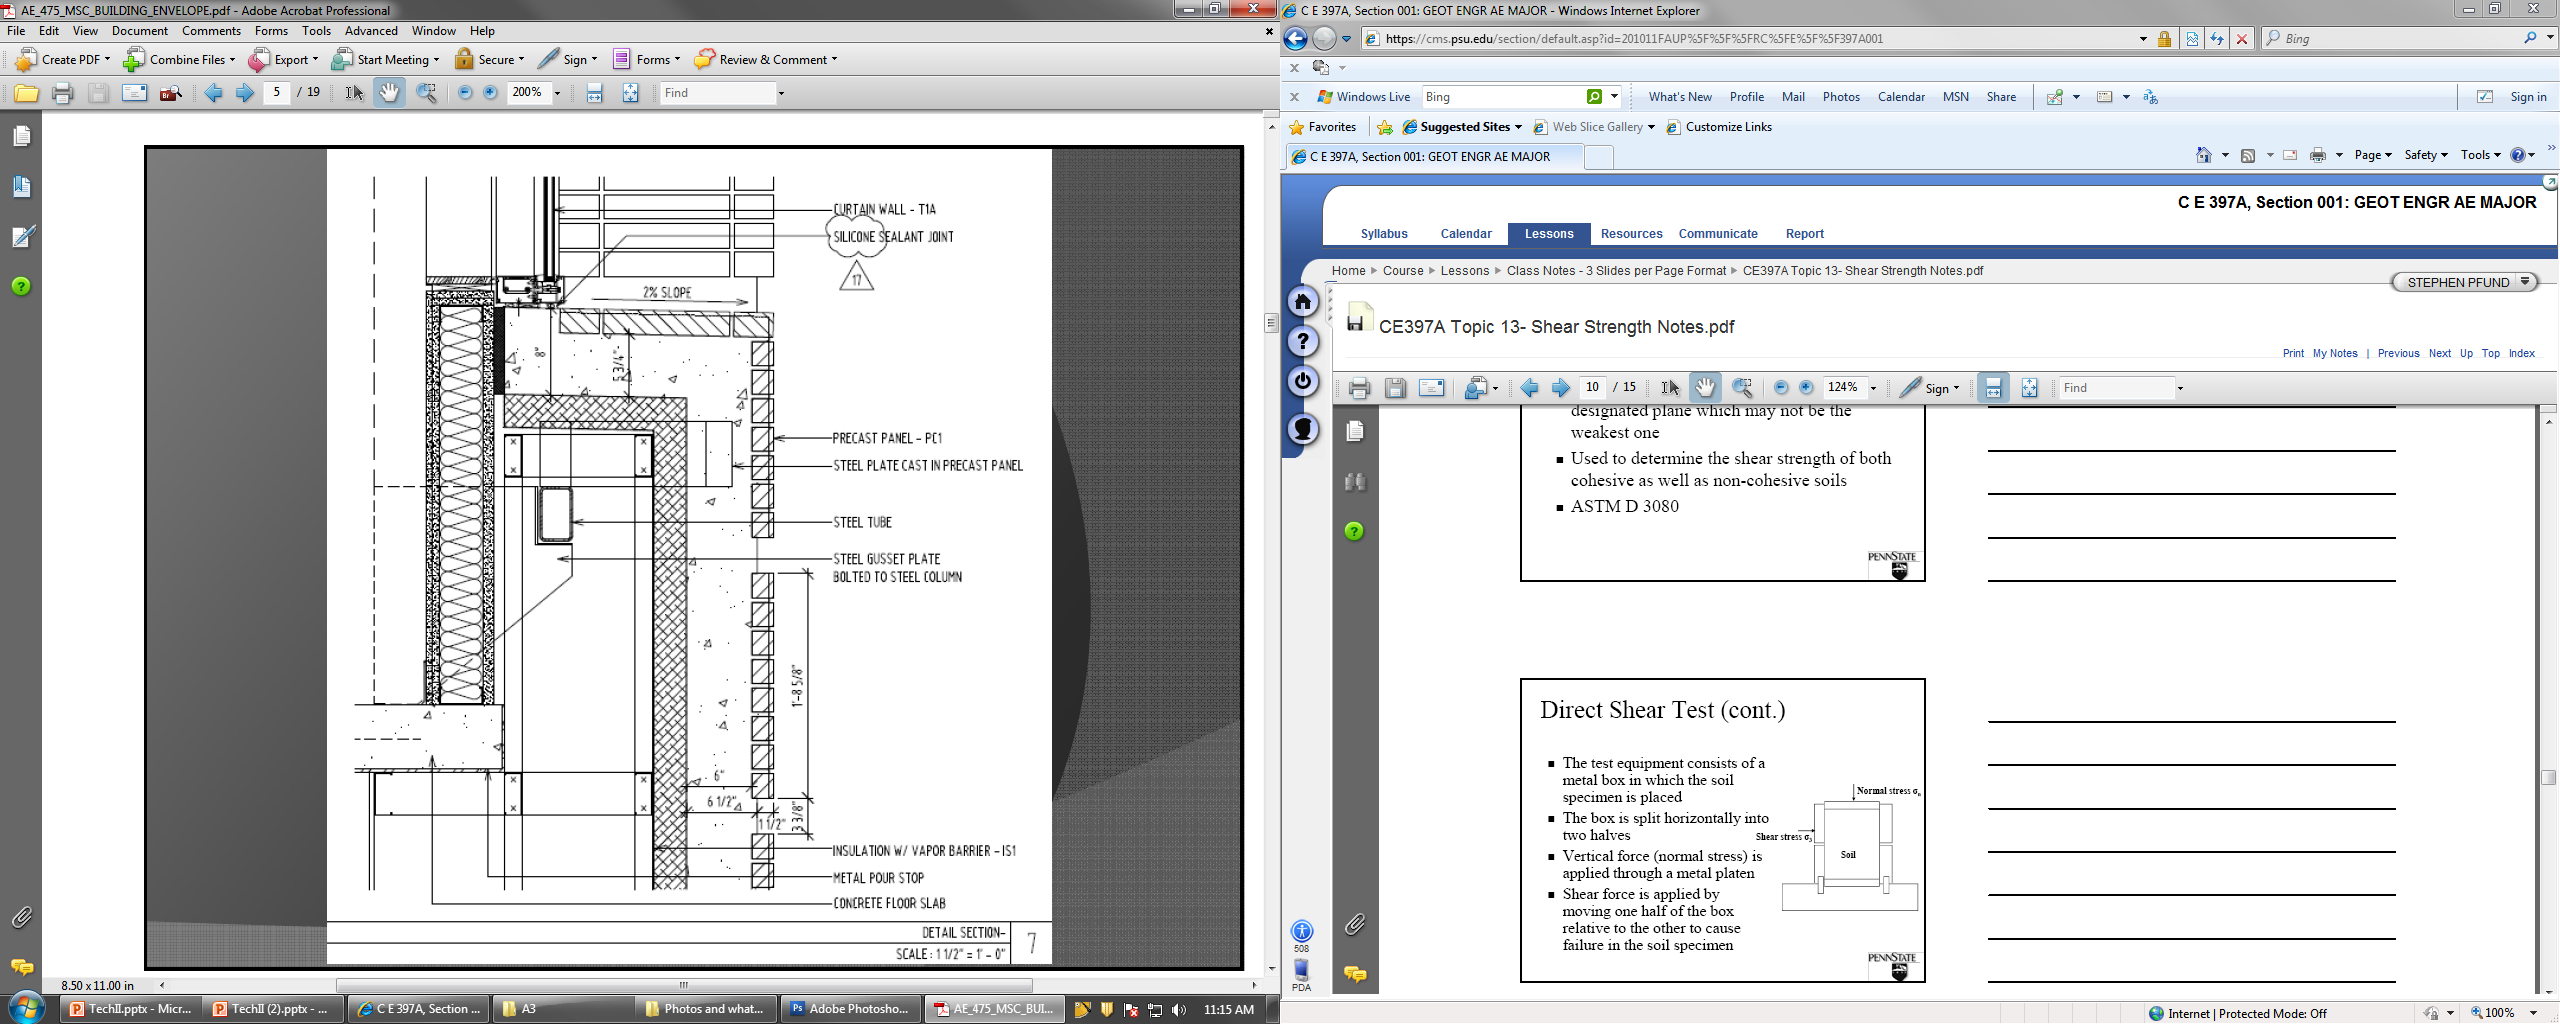 AE_475_MSC_BUILDING_ENVELOPE.pdf - Adobe Acrobat Professional
File Edit View Document Comments Forms Tools Advanced Window Help
Create PDF Combine Files Export Start Meeting Secure Sign Forms Review & Comment
5 / 19 200% Find
CURTAIN WALL - T1A
SILICONE SEALANT JOINT
17
2% SLOPE
8"
5 3/4"
PRECAST PANEL - PC1
STEEL PLATE CAST IN PRECAST PANEL
STEEL TUBE
STEEL GUSSET PLATE
BOLTED TO STEEL COLUMN
1'-8 5/8"
6"
6 1/2"
1 1/2"
3 3/8"
INSULATION W/ VAPOR BARRIER - IS1
METAL POUR STOP
CONCRETE FLOOR SLAB
DETAIL SECTION-
SCALE: 1 1/2" = 1' - 0"
7
8.50 x 11.00 in
TechII.pptx - Micr...
TechII (2).pptx - ...
C E 397A, Section ...
A3
Photos and what...
Adobe Photosho...
AE_475_MSC_BUI...
11:15 AM
C E 397A, Section 001: GEOT ENGR AE MAJOR - Windows Internet Explorer
https://cms.psu.edu/section/default.asp?id=201011FAUP%5F%5F%5FRC%5FE%5F%5F397A001
Bing
Windows Live Bing What's New Profile Mail Photos Calendar MSN Share Sign in
Favorites Suggested Sites Web Slice Gallery Customize Links
C E 397A, Section 001: GEOT ENGR AE MAJOR
Page Safety Tools
C E 397A, Section 001: GEOT ENGR AE MAJOR
Syllabus Calendar Lessons Resources Communicate Report
Home Course Lessons Class Notes - 3 Slides per Page Format CE397A Topic 13- Shear Strength Notes.pdf
STEPHEN PFUND
CE397A Topic 13- Shear Strength Notes.pdf
Print My Notes | Previous Next Up Top Index
10 / 15 124% Sign Find
designated plane which may not be the
weakest one
Used to determine the shear strength of both
cohesive as well as non-cohesive soils
ASTM D 3080
PENNSTATE
Direct Shear Test (cont.)
The test equipment consists of a
metal box in which the soil
specimen is placed
The box is split horizontally into
two halves
Vertical force (normal stress) is
applied through a metal platen
Shear force is applied by
moving one half of the box
relative to the other to cause
failure in the soil specimen
Normal stress σn
Shear stress σ
Soil
PENNSTATE
508
PDA
Internet | Protected Mode: Off
100%